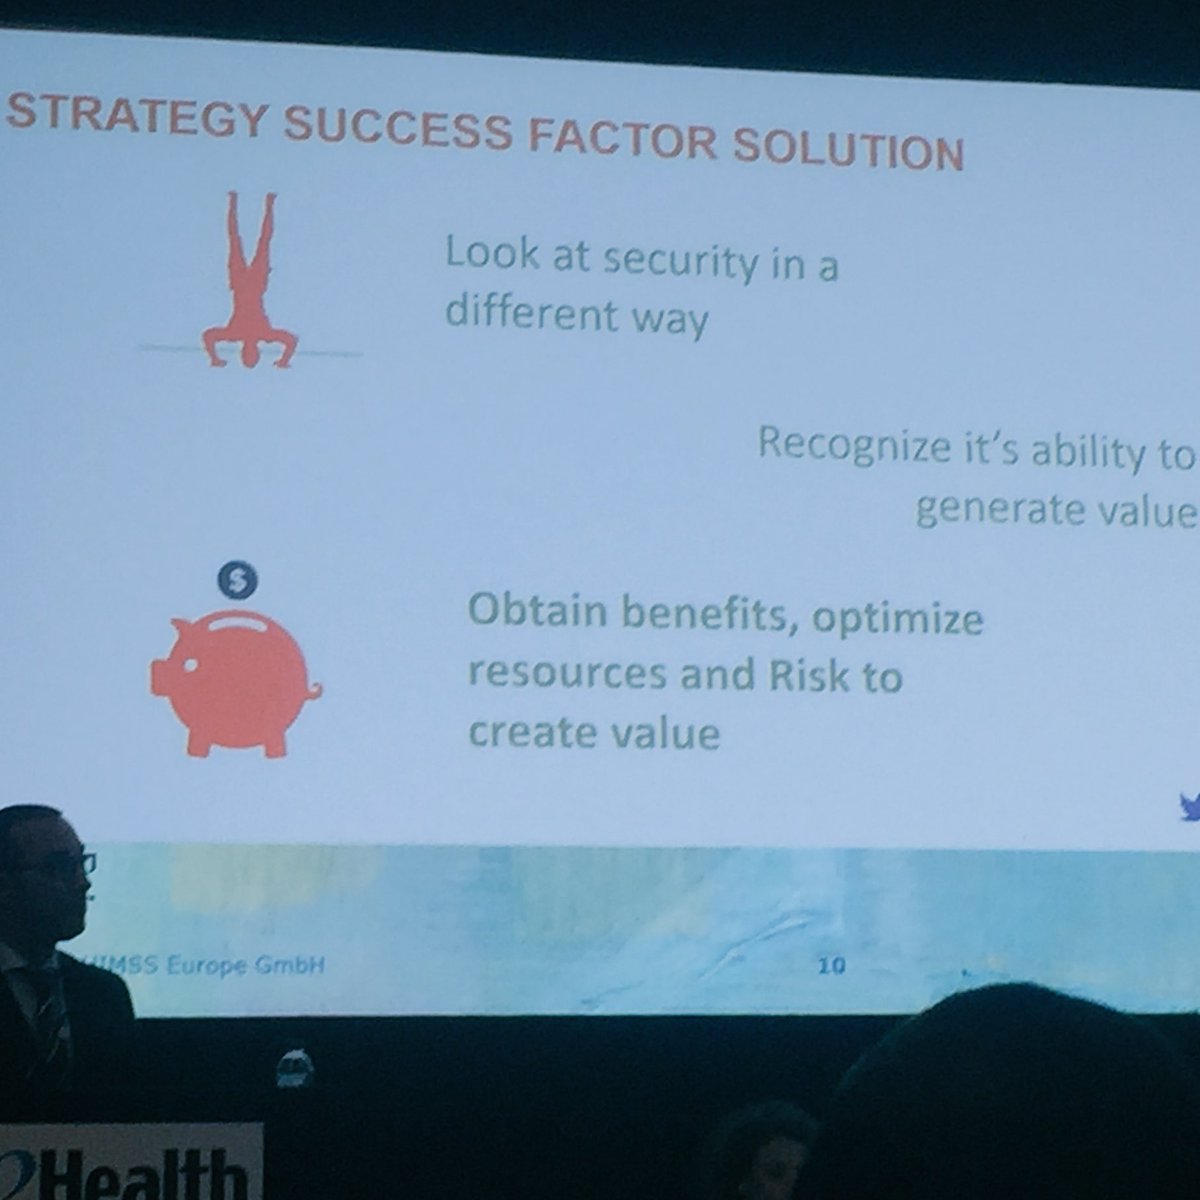 STRATEGY SUCCESS FACTOR SOLUTION
Look at security in a
different way
Recognize it's ability to
generate value
$
Obtain benefits, optimize
resources and Risk to
create value
HIMSS Europe GmbH
10
Health